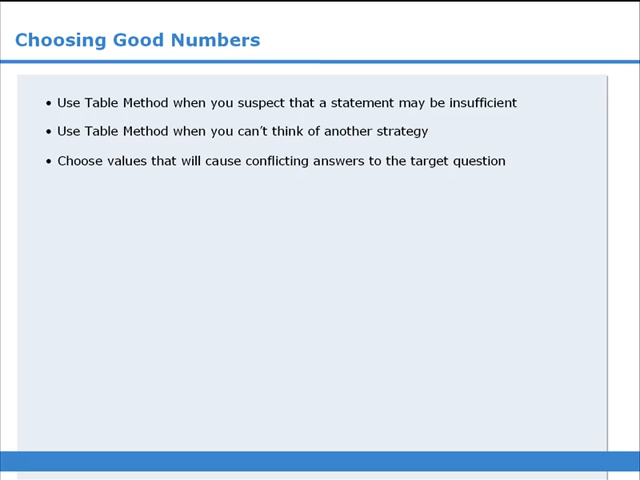 Choosing Good Numbers
• Use Table Method when you suspect that a statement may be insufficient
• Use Table Method when you can’t think of another strategy
• Choose values that will cause conflicting answers to the target question